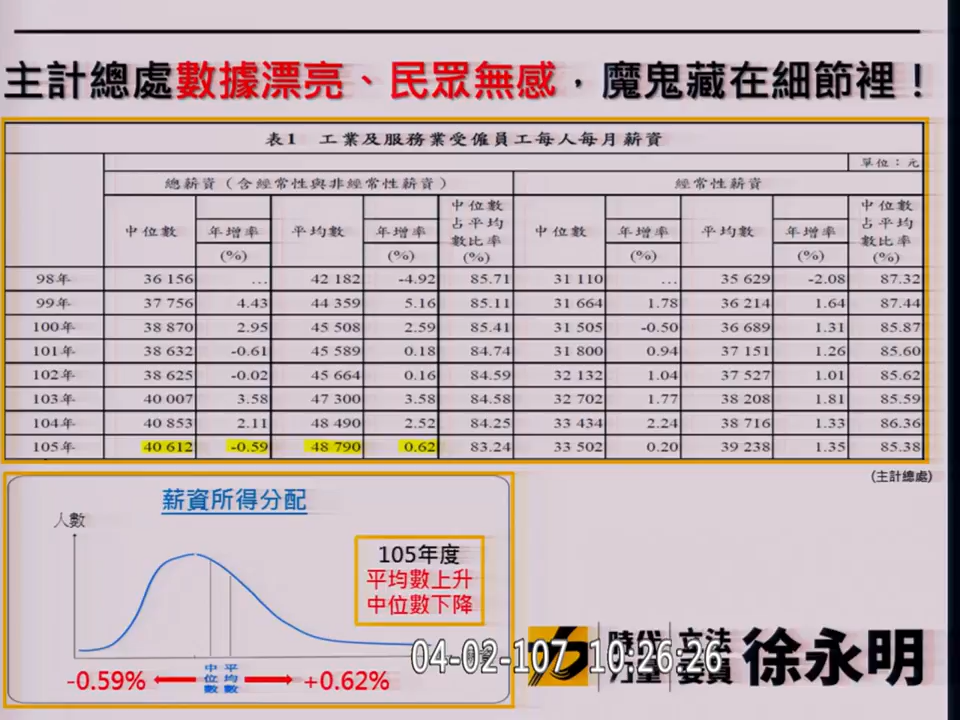 主計總處數據漂亮、民眾無感，魔鬼藏在細節裡！
表1 工業及服務業受僱員工每人每月薪資
單位：元
總薪資（含經常性與非經常性薪資） 經常性薪資
中位數 年增率 (%) 平均數 年增率 (%) 中位數占平均數比率 (%) 中位數 年增率 (%) 平均數 年增率 (%) 中位數占平均數比率 (%)
98年 36 156 … 42 182 -4.92 85.71 31 110 … 35 629 -2.08 87.32
99年 37 756 4.43 44 359 5.16 85.11 31 664 1.78 36 214 1.64 87.44
100年 38 870 2.95 45 508 2.59 85.41 31 505 -0.50 36 689 1.31 85.87
101年 38 632 -0.61 45 589 0.18 84.74 31 800 0.94 37 151 1.26 85.60
102年 38 625 -0.02 45 664 0.16 84.59 32 132 1.04 37 527 1.01 85.62
103年 40 007 3.58 47 300 3.58 84.58 32 702 1.77 38 208 1.81 85.59
104年 40 853 2.11 48 490 2.52 84.25 33 434 2.24 38 716 1.33 86.36
105年 40 612 -0.59 48 790 0.62 83.24 33 502 0.20 39 238 1.35 85.38
(主計總處)
薪資所得分配
人數
105年度
平均數上升
中位數下降
-0.59% 中位數 平均數 +0.62%
04-02-107 10:26:26
時代力量 立法委員 徐永明